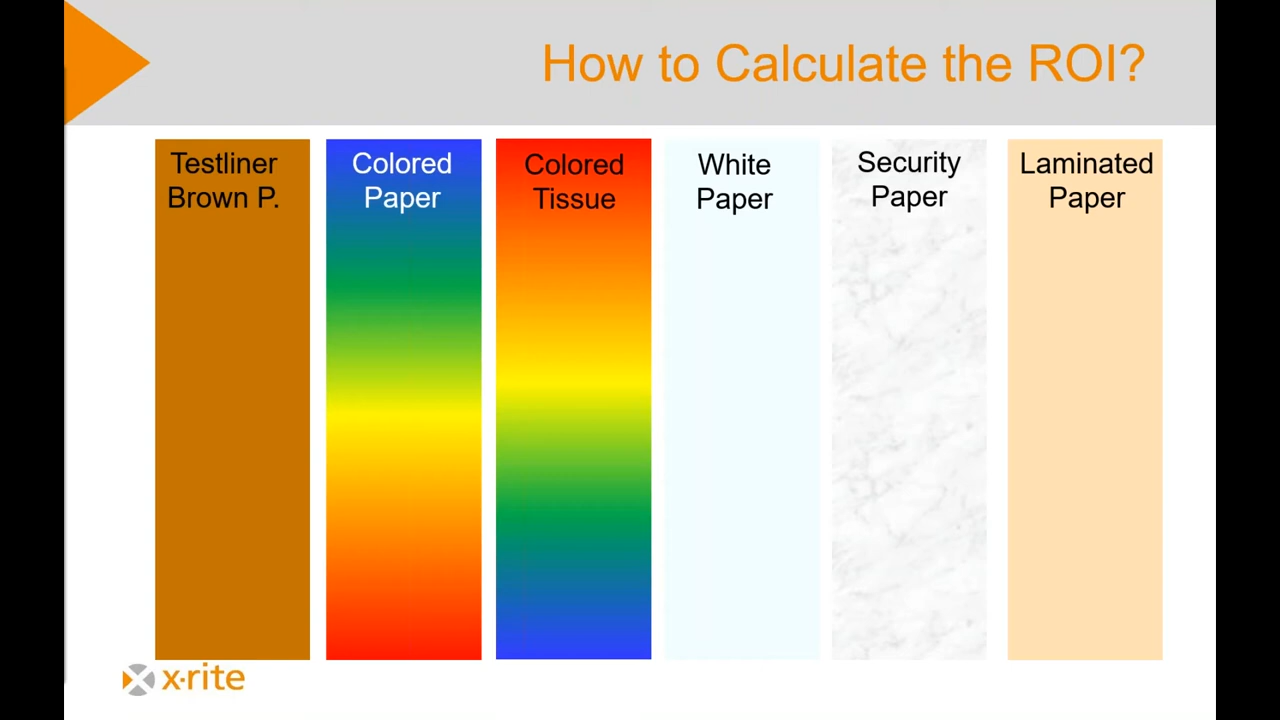 How to Calculate the ROI?
Testliner
Brown P.
Colored
Paper
Colored
Tissue
White
Paper
Security
Paper
Laminated
Paper
x·rite